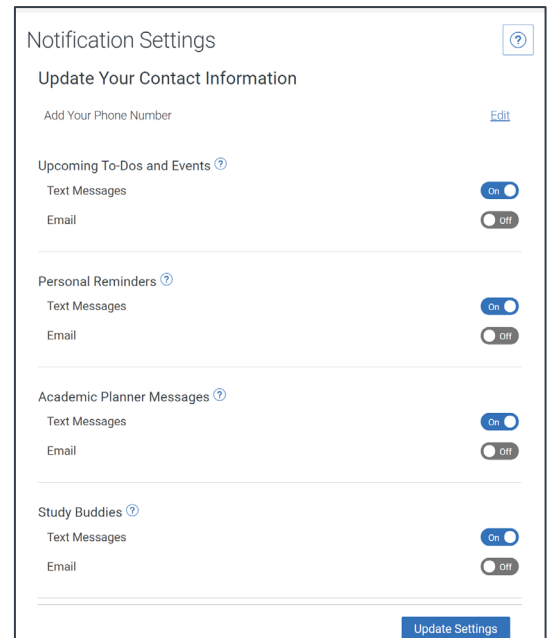 Notification Settings
?
Update Your Contact Information
Add Your Phone Number Edit
Upcoming To-Dos and Events ?
Text Messages On
Email Off
Personal Reminders ?
Text Messages On
Email Off
Academic Planner Messages ?
Text Messages On
Email Off
Study Buddies ?
Text Messages On
Email Off
Update Settings